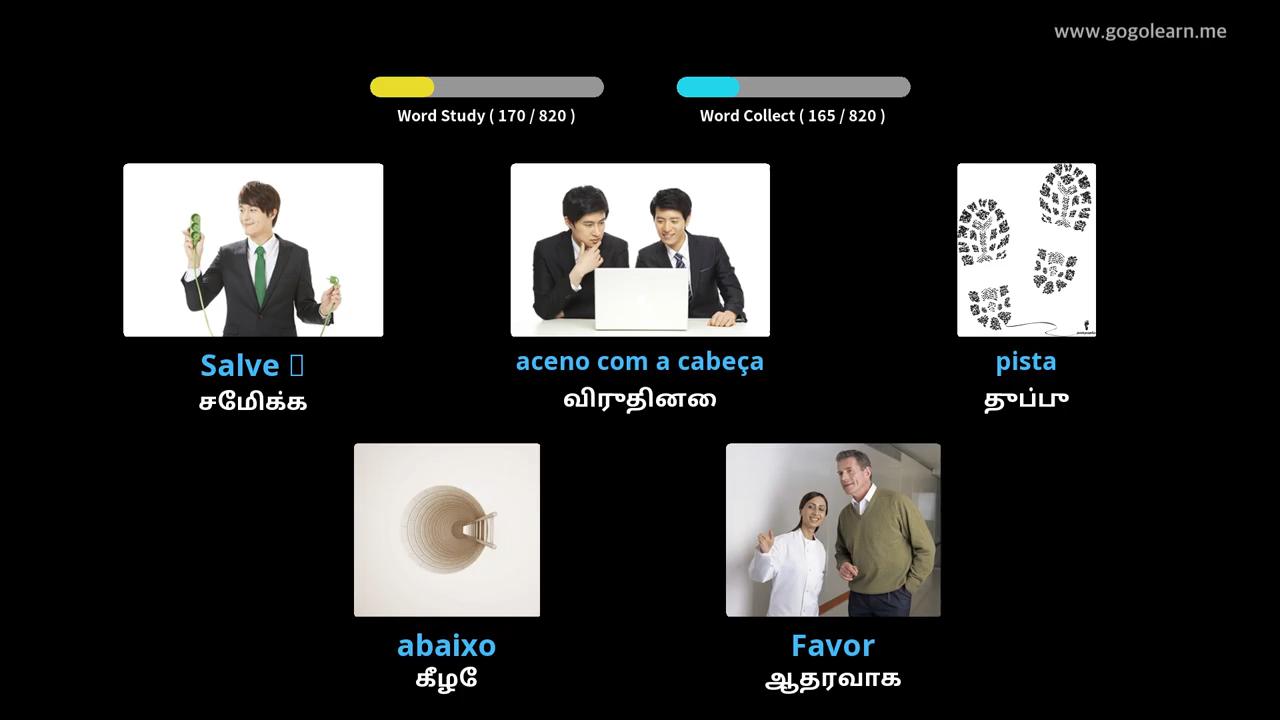 www.gogolearn.me
Word Study ( 170 / 820 )
Word Collect ( 165 / 820 )
Salve
aceno com a cabeça
pista
சமேிக்க
விருதினரை
துப்பு
abaixo
Favor
கீழே
ஆதரவாக